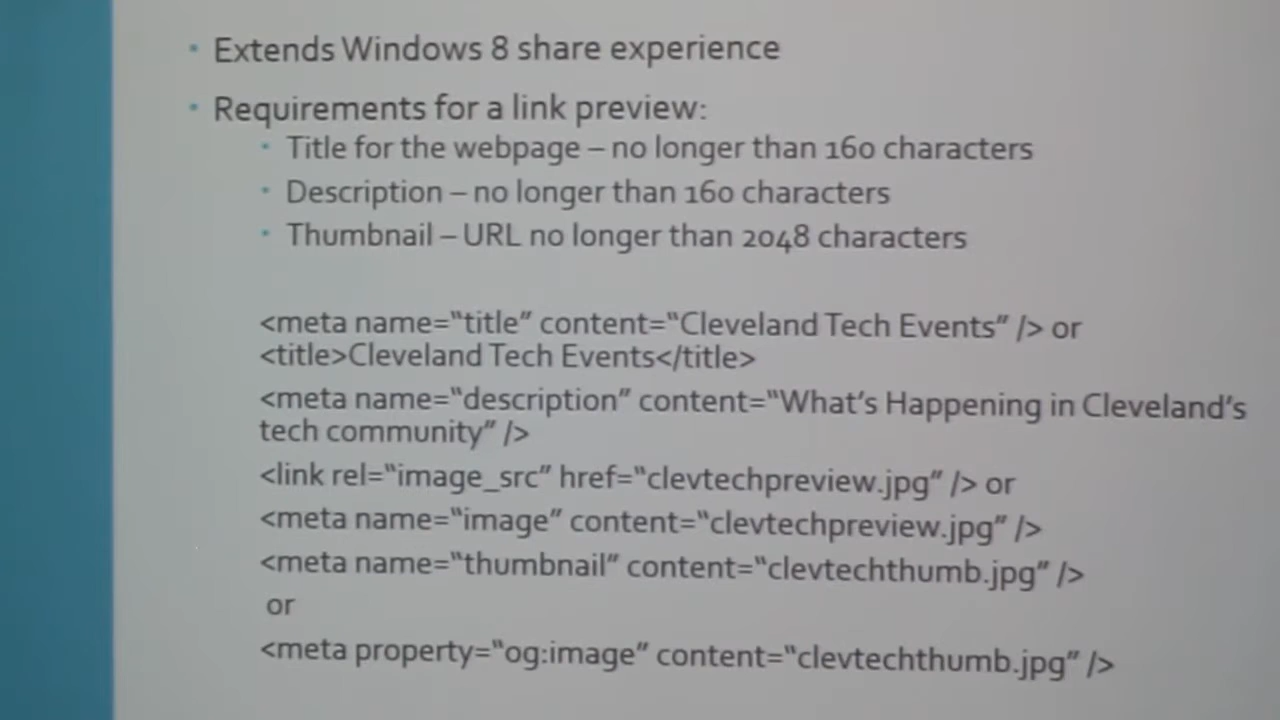 • Extends Windows 8 share experience
• Requirements for a link preview:
• Title for the webpage – no longer than 160 characters
• Description – no longer than 160 characters
• Thumbnail – URL no longer than 2048 characters
<meta name=“title” content=“Cleveland Tech Events” /> or
<title>Cleveland Tech Events</title>
<meta name=“description” content=“What’s Happening in Cleveland’s
tech community” />
<link rel=“image_src” href=“clevtechpreview.jpg” /> or
<meta name=“image” content=“clevtechpreview.jpg” />
<meta name=“thumbnail” content=“clevtechthumb.jpg” />
or
<meta property=“og:image” content=“clevtechthumb.jpg” />